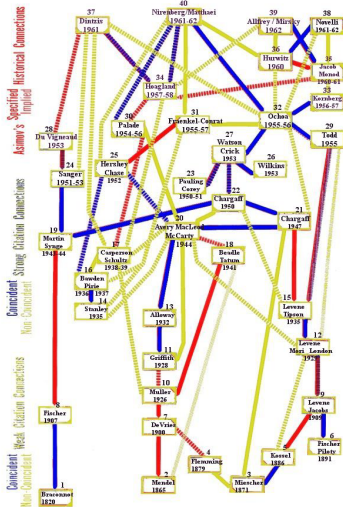 40
Nirenberg/Matthei
1961-62
37
Dintzis
1961
39
Allfrey/Mirsky
1962
38
Novelli
1961-62
36
Hurwitz
1960
35
Jacob
Monod
1960-61
34
Hoagland
1957-58
33
Kornberg
1956-57
32
Ochoa
1955-56
31
Fraenkel-Conrat
1955-57
30
Palade
1954-56
29
Todd
1955
28
Du Vigneaud
1953
27
Watson
Crick
1953
26
Wilkins
1953
25
Hershey
Chase
1952
24
Sanger
1951-53
23
Pauling
Corey
1950-51
22
Chargaff
1950
21
Chargaff
1947
20
Avery MacLeod
McCarty
1944
19
Martin
Synge
1943-44
18
Beadle
Tatum
1941
17
Casperson
Schultz
1938-39
16
Bawden
Pirie
1936-1937
14
Stanley
1935
15
Levene
Tipson
1935
13
Alloway
1932
12
Levene
Mori London
1929
11
Griffith
1928
10
Muller
1926
9
Levene
Jacobs
1909
8
Fischer
1907
7
DeVries
1900
6
Fischer
Piloty
1891
5
Kossel
1886
4
Flemming
1879
3
Miescher
1871
2
Mendel
1865
1
Braconnot
1820
Asimov's Specified Historical Connections
Implied
Strong Citation Connections
Coincident
Non-Coincident
Weak Citation Connections
Coincident
Non-Coincident